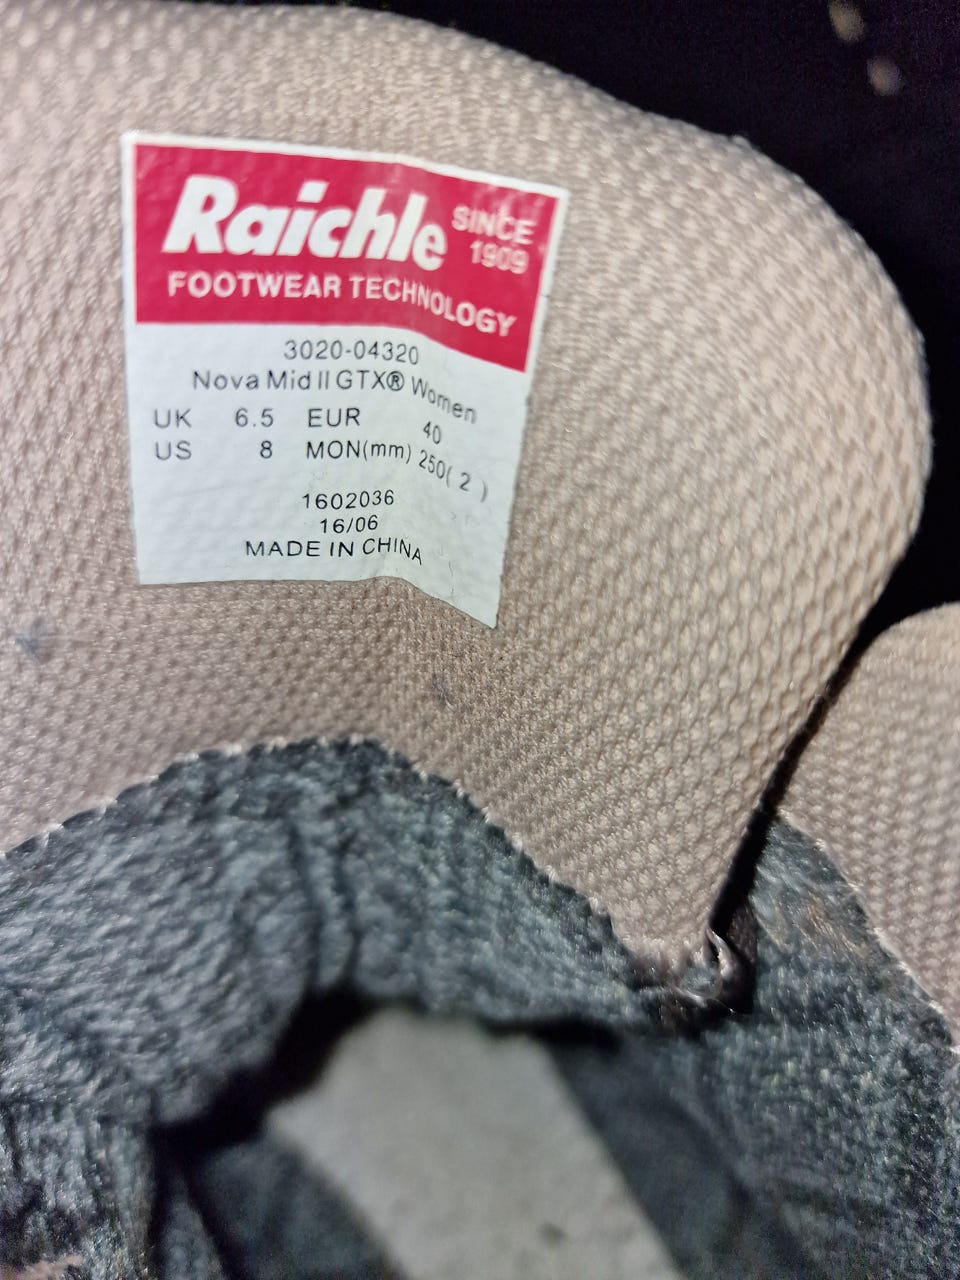 Raichle SINCE 1909
FOOTWEAR TECHNOLOGY
3020-04320
Nova Mid II GTX® Women
UK 6.5 EUR 40
US 8 MON(mm) 250( 2 )
1602036
16/06
MADE IN CHINA